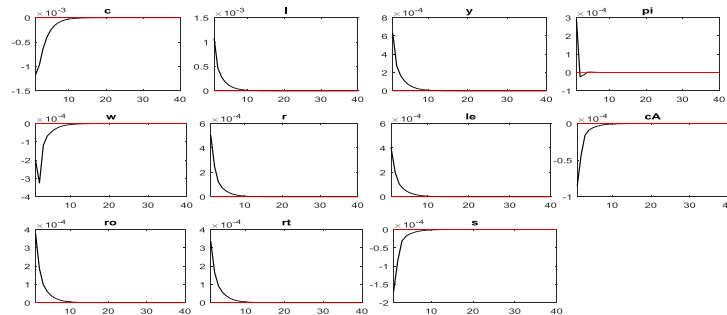 c l y pi
×10⁻³ ×10⁻³ ×10⁻⁴ ×10⁻⁴
0 1.5 8 3
-0.5 1 6 2
-1 0.5 4 1
-1.5 0 2 0
0 -1
10 20 30 40 10 20 30 40 10 20 30 40 10 20 30 40
w r le cA
×10⁻⁴ ×10⁻⁴ ×10⁻⁴ ×10⁻⁴
0 6 6 0
-1 4 4 -0.5
-2 2 2 -1
-3 0 0
-4
10 20 30 40 10 20 30 40 10 20 30 40 10 20 30 40
ro rt s
×10⁻⁴ ×10⁻⁴ ×10⁻⁴
4 4 0
3 3 -0.5
2 2 -1
1 1 -1.5
0 0 -2
10 20 30 40 10 20 30 40 10 20 30 40